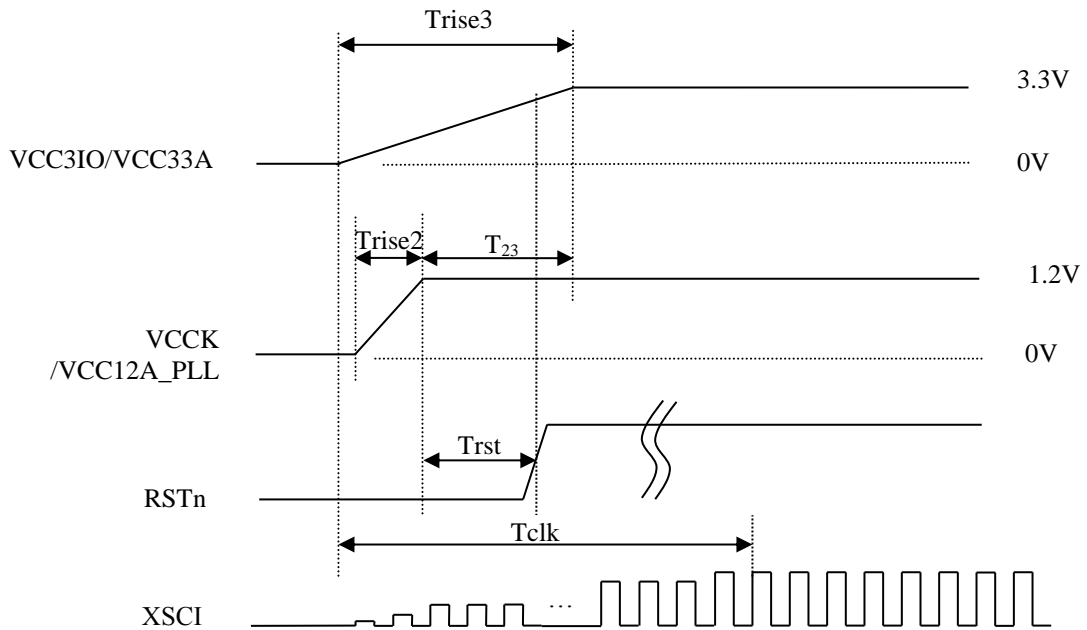 Trise3
3.3V
VCC3IO/VCC33A
0V
Trise2
T₂₃
1.2V
VCCK
/VCC12A_PLL
0V
Trst
RSTn
Tclk
XSCI
...